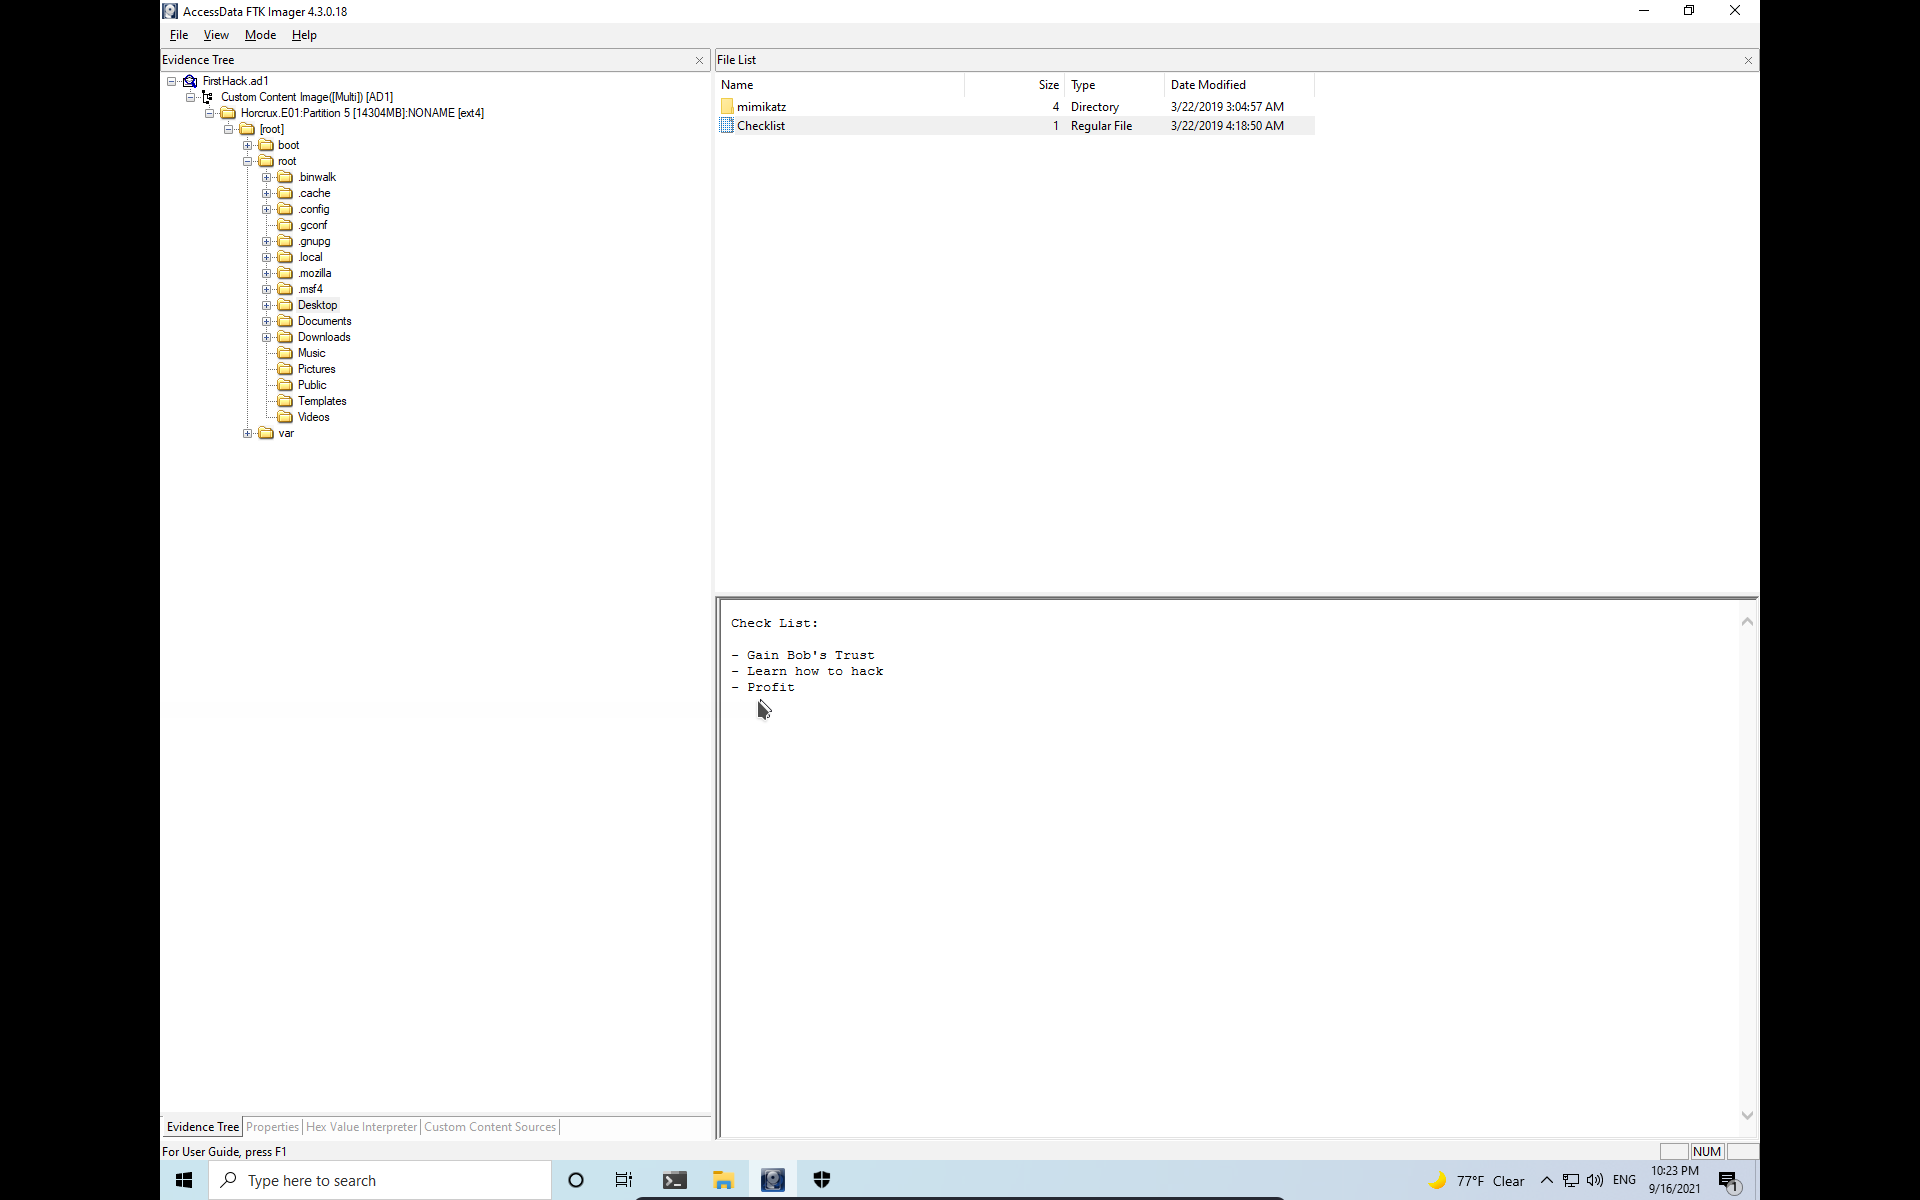 AccessData FTK Imager 4.3.0.18
File View Mode Help
Evidence Tree
File List
FirstHack.ad1
Custom Content Image([Multi]) [AD1]
Horcrux.E01:Partition 5 [14304MB]:NONAME [ext4]
[root]
boot
root
.binwalk
.cache
.config
.gconf
.gnupg
.local
.mozilla
.msf4
Desktop
Documents
Downloads
Music
Pictures
Public
Templates
Videos
var
Name Size Type Date Modified
mimikatz 4 Directory 3/22/2019 3:04:57 AM
Checklist 1 Regular File 3/22/2019 4:18:50 AM
Check List:
- Gain Bob's Trust
- Learn how to hack
- Profit
Evidence Tree Properties Hex Value Interpreter Custom Content Sources
For User Guide, press F1
NUM
Type here to search
77°F Clear
ENG
10:23 PM
9/16/2021
1